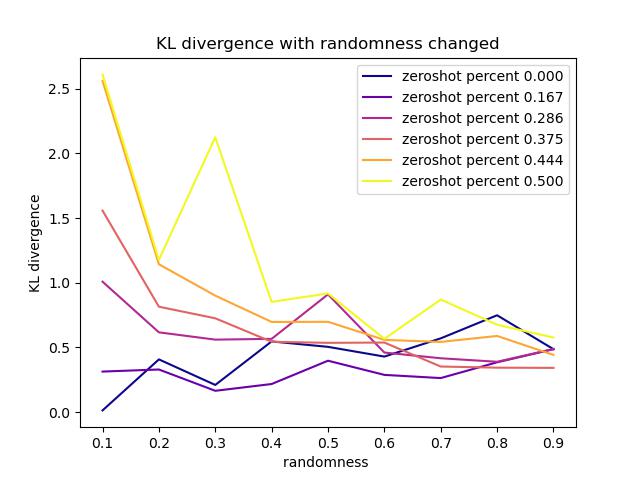 KL divergence with randomness changed
KL divergence
2.5
2.0
1.5
1.0
0.5
0.0
zeroshot percent 0.000
zeroshot percent 0.167
zeroshot percent 0.286
zeroshot percent 0.375
zeroshot percent 0.444
zeroshot percent 0.500
0.1 0.2 0.3 0.4 0.5 0.6 0.7 0.8 0.9
randomness